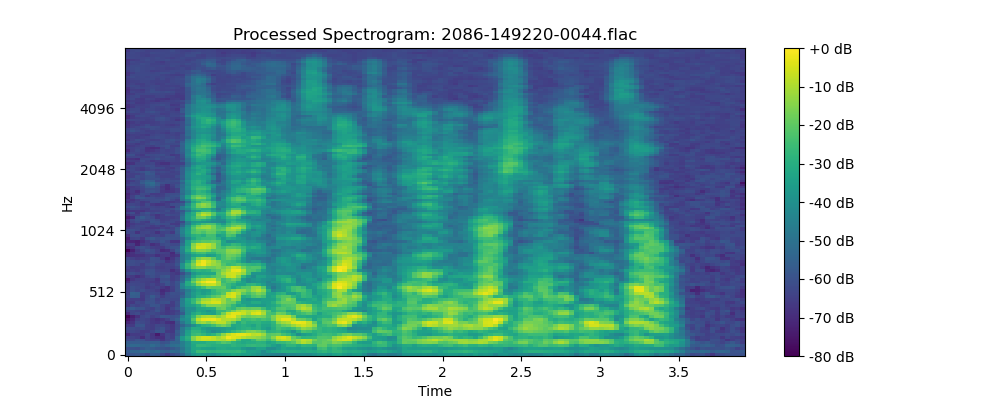 Processed Spectrogram: 2086-149220-0044.flac
+0 dB
-10 dB
-20 dB
-30 dB
-40 dB
-50 dB
-60 dB
-70 dB
-80 dB
Hz
4096
2048
1024
512
0
0 0.5 1 1.5 2 2.5 3 3.5
Time